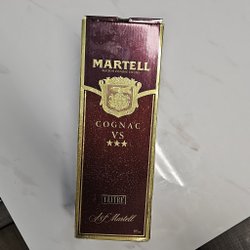 MARTELL
COGNAC
VS
★★★
1 LITRE
J&F Martell